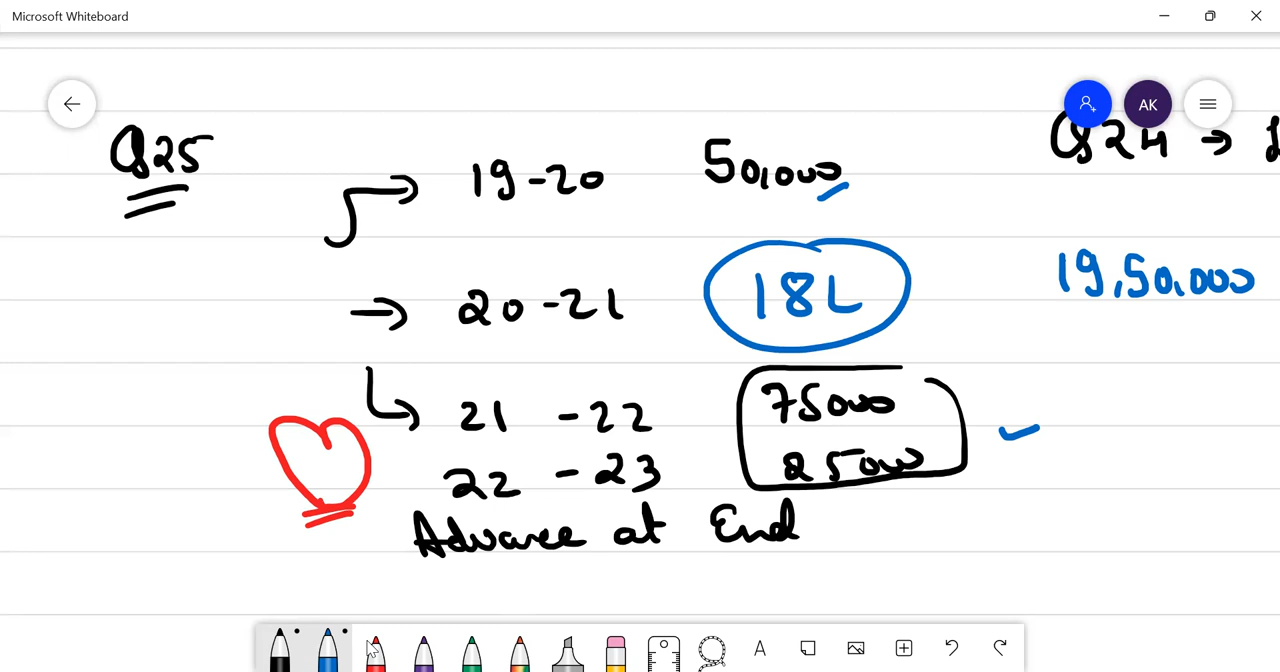 Microsoft Whiteboard
AK
Q25
19-20 50,000
Q24 →
20-21 18L
19,50,000
21 -22 75000
22 -23 25000
Advance at End
A